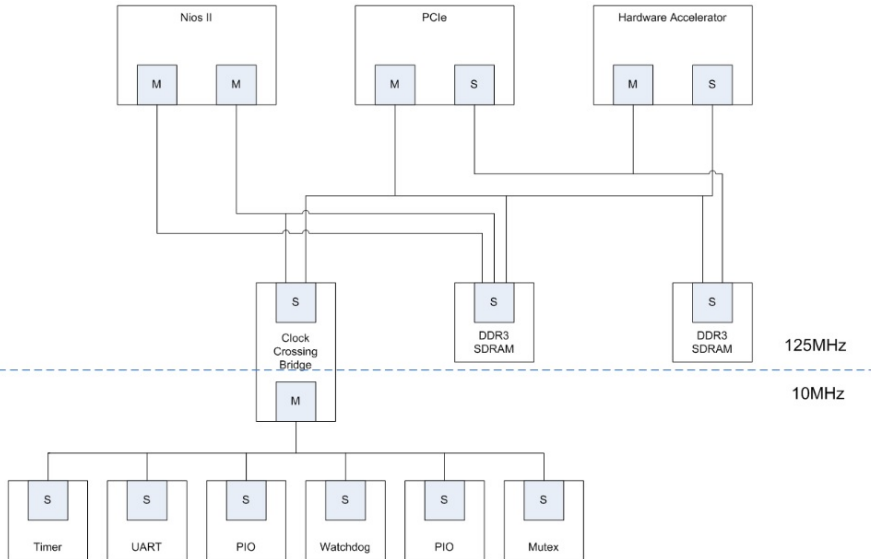 Nios II
PCIe
Hardware Accelerator
M
M
M
S
M
S
S
S
S
Clock
Crossing
Bridge
DDR3
SDRAM
DDR3
SDRAM
125MHz
10MHz
M
S
S
S
S
S
S
Timer
UART
PIO
Watchdog
PIO
Mutex